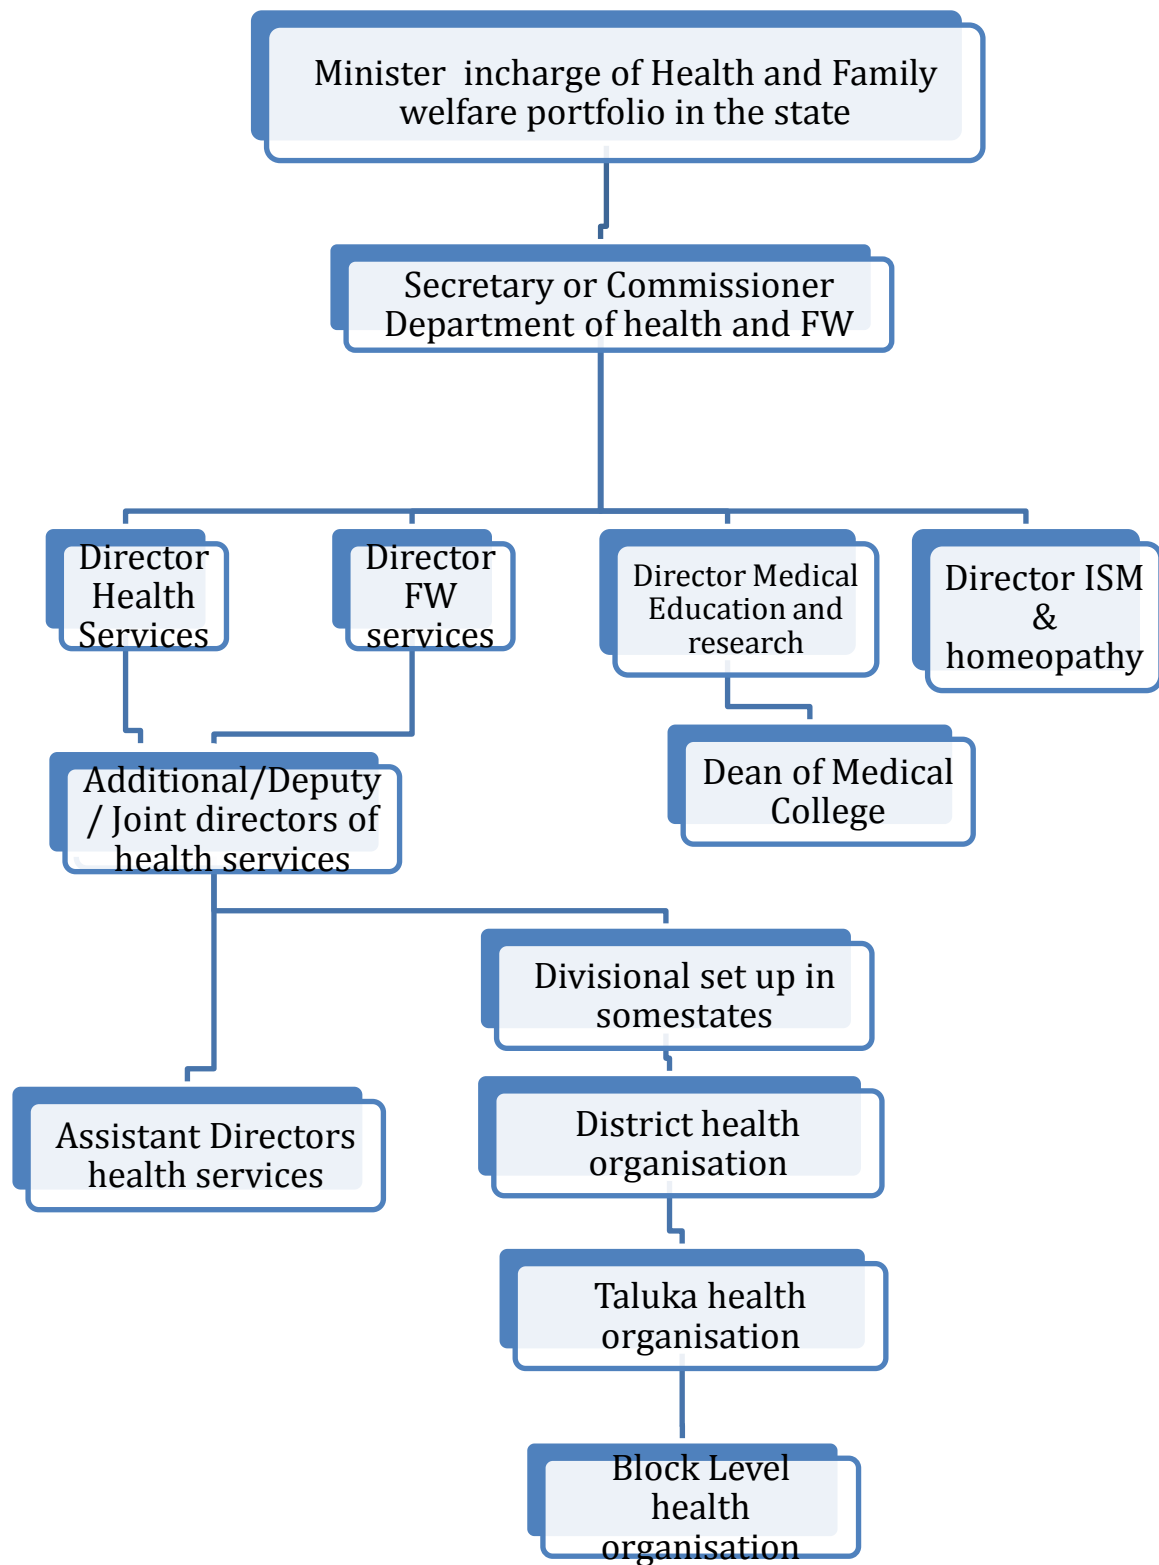 Minister  incharge of Health and Family
welfare portfolio in the state
Secretary or Commissioner
Department of health and FW
Director
Health
Services
Director
FW
services
Director Medical
Education and
research
Director ISM
&
homeopathy
Additional/Deputy
/ Joint directors of
health services
Dean of Medical
College
Divisional set up in
somestates
Assistant Directors
health services
District health
organisation
Taluka health
organisation
Block Level
health
organisation